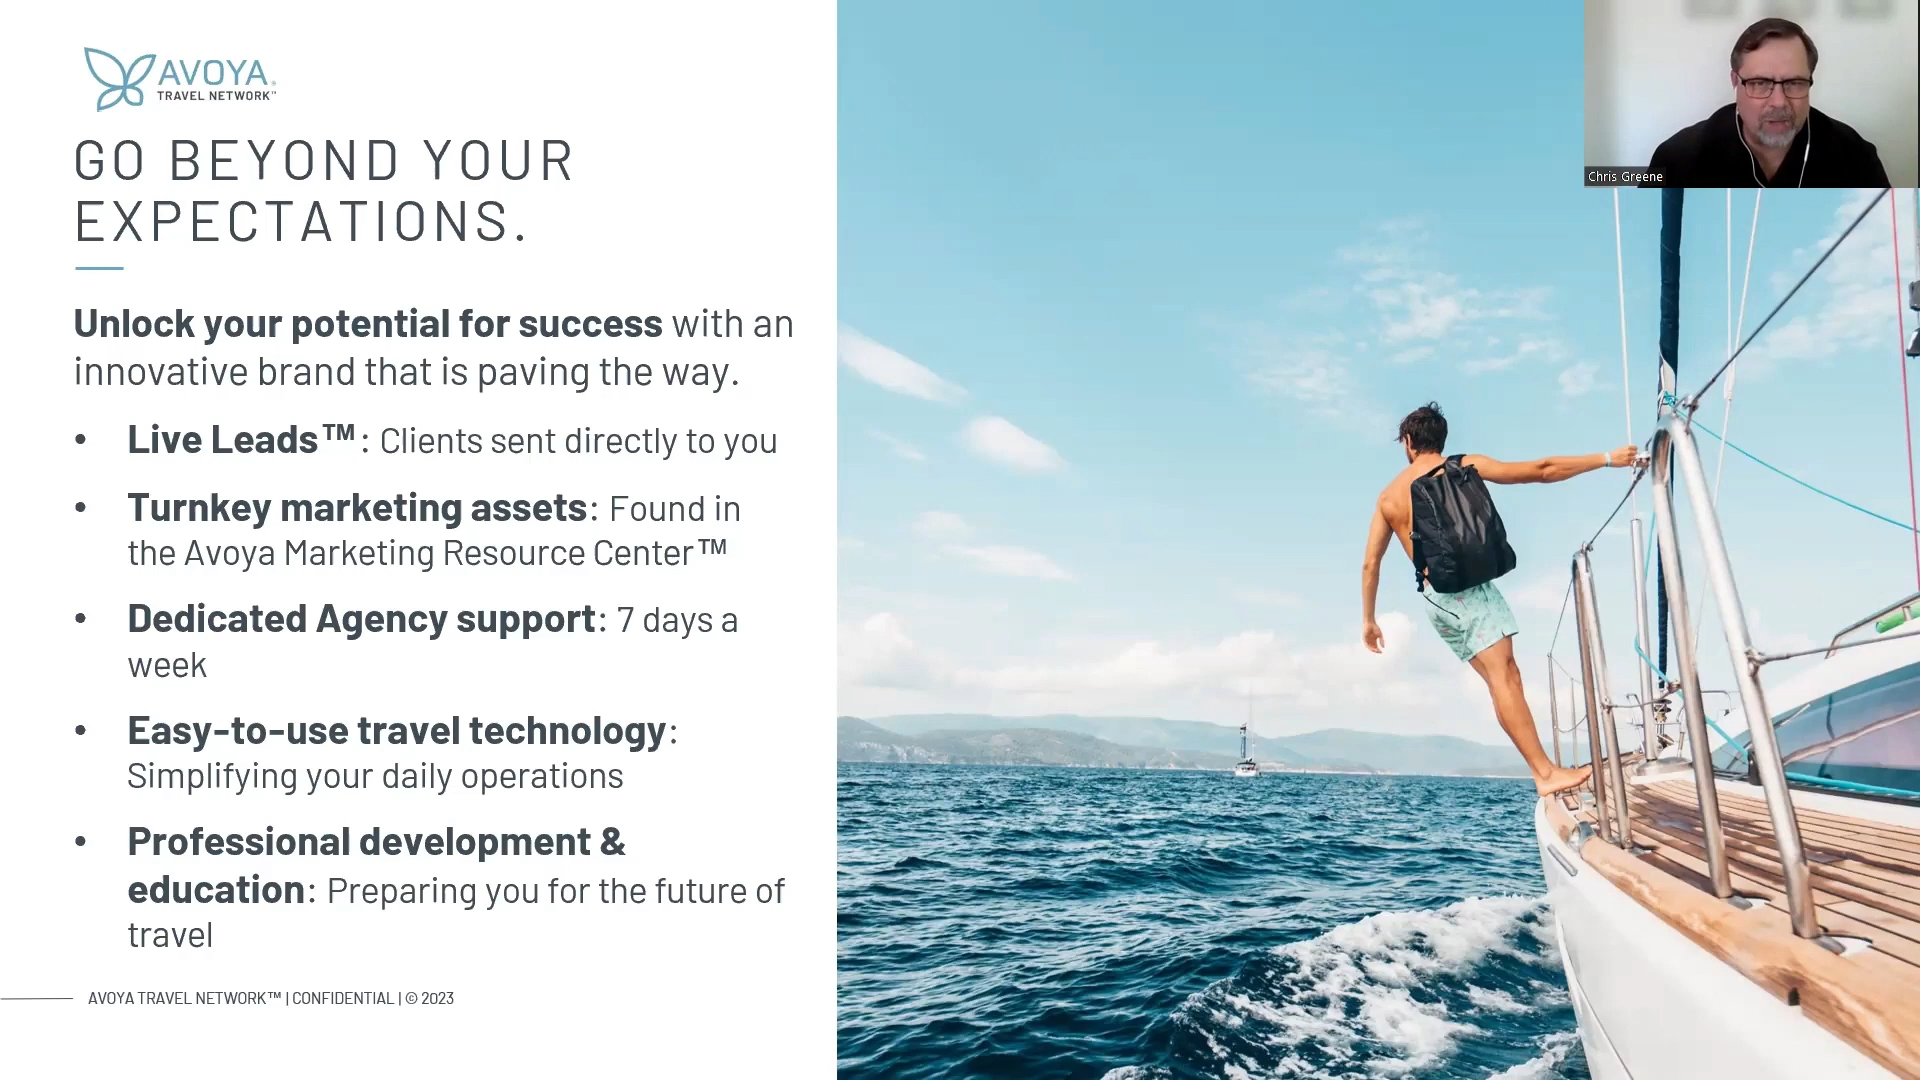 AVOYA
TRAVEL NETWORK™
GO BEYOND YOUR
EXPECTATIONS.
Unlock your potential for success with an
innovative brand that is paving the way.
• Live Leads™: Clients sent directly to you
• Turnkey marketing assets: Found in
the Avoya Marketing Resource Center™
• Dedicated Agency support: 7 days a
week
• Easy-to-use travel technology:
Simplifying your daily operations
• Professional development &
education: Preparing you for the future of
travel
AVOYA TRAVEL NETWORK™ | CONFIDENTIAL | © 2023
Chris Greene